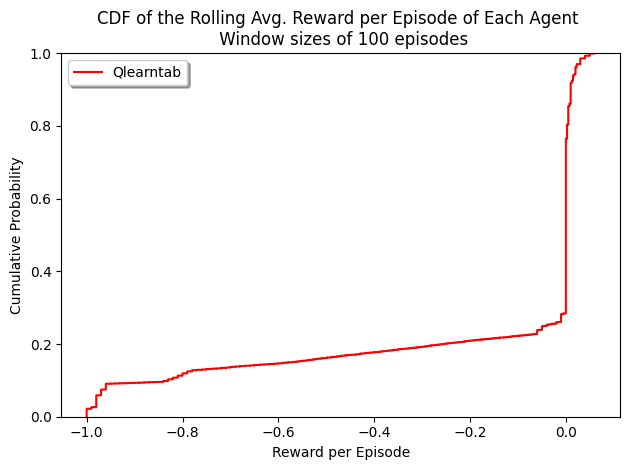 CDF of the Rolling Avg. Reward per Episode of Each Agent
Window sizes of 100 episodes
Qlearntab
Cumulative Probability
1.0
0.8
0.6
0.4
0.2
0.0
−1.0 −0.8 −0.6 −0.4 −0.2 0.0
Reward per Episode